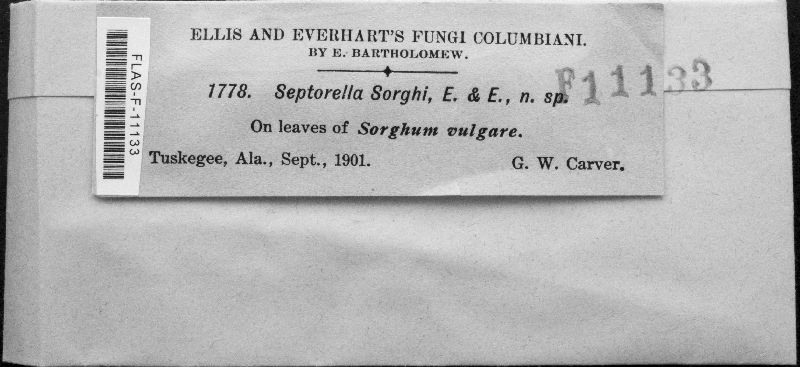 ELLIS AND EVERHART'S FUNGI COLUMBIANI.
BY E. BARTHOLOMEW.
1778. Septorella Sorghi, E. & E., n. sp.
F11133
On leaves of Sorghum vulgare.
Tuskegee, Ala., Sept., 1901. G. W. Carver.
FLAS-F-11133